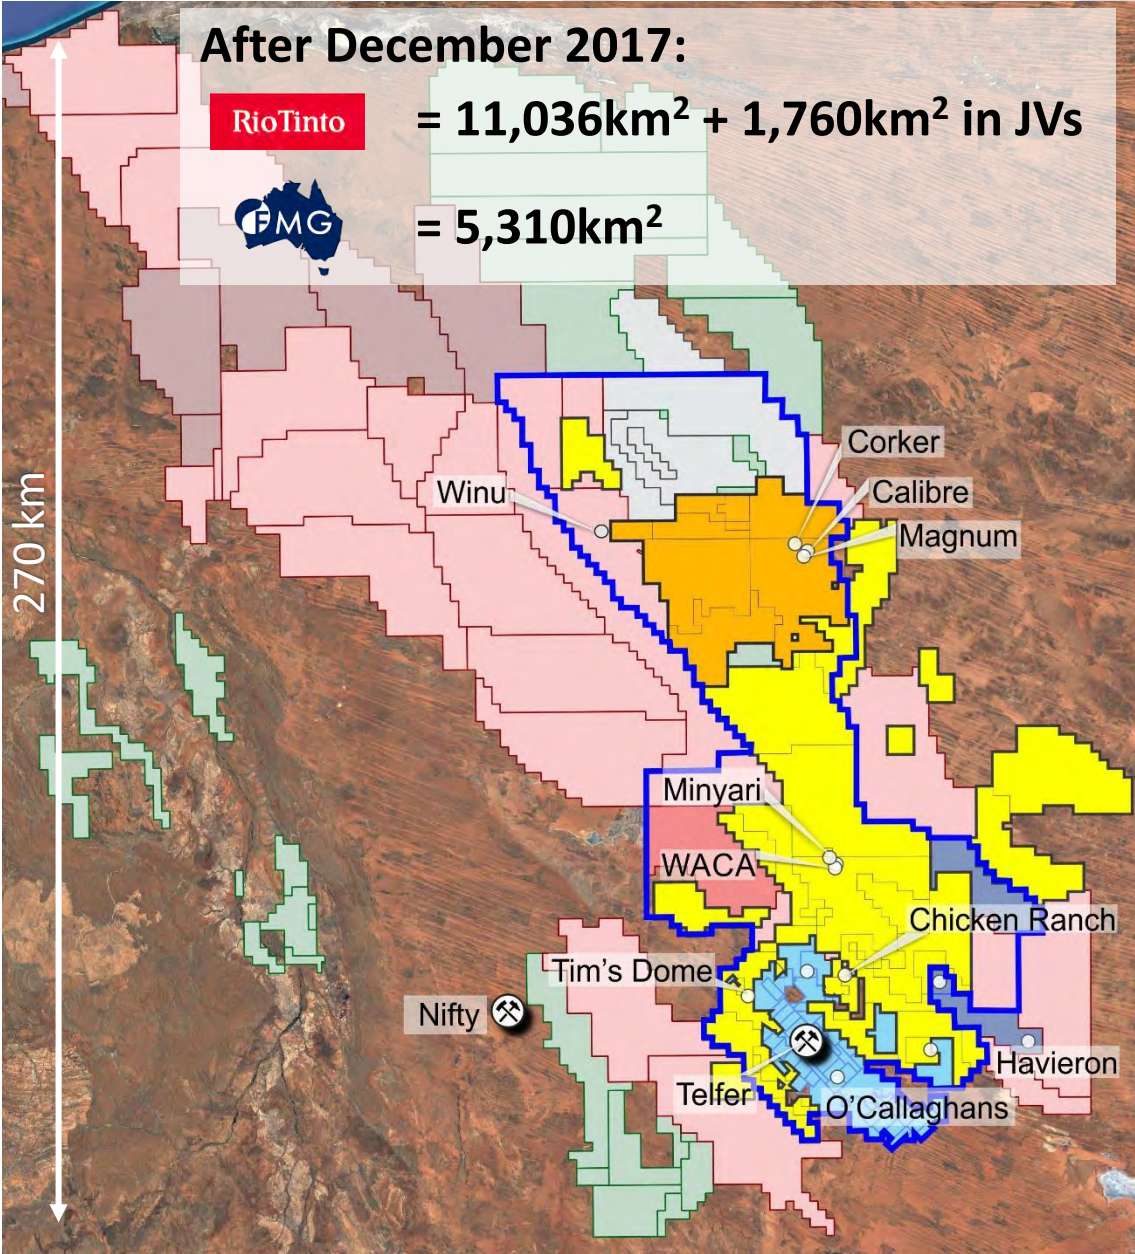 After December 2017:
RioTinto = 11,036km² + 1,760km² in JVs
FMG = 5,310km²
270 km
Corker
Calibre
Winu
Magnum
Minyari
WACA
Chicken Ranch
Tim's Dome
Nifty
Havieron
Telfer
O'Callaghans